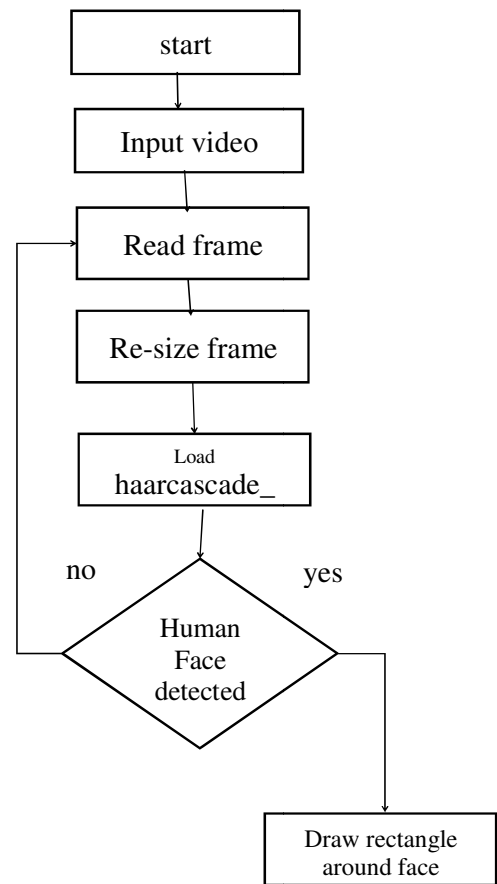 start
Input video
Read frame
Re-size frame
Load
haarcascade_
no
yes
Human
Face
detected
Draw rectangle
around face